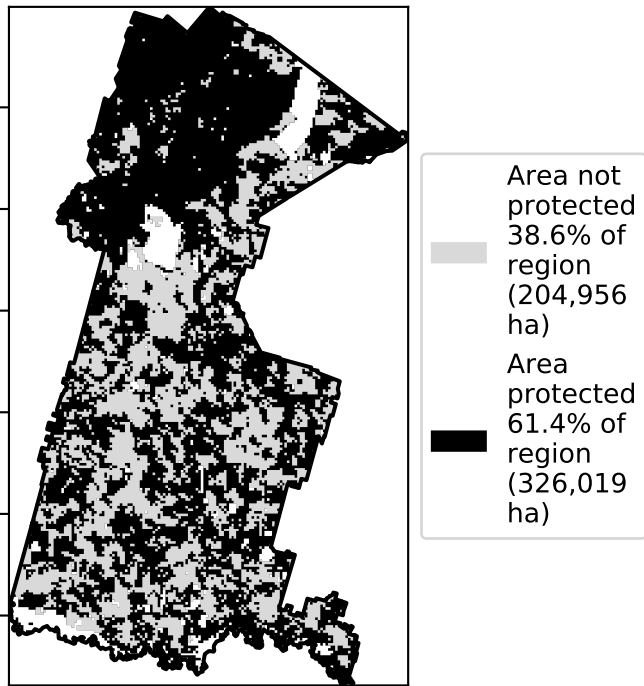 Area not
protected
38.6% of
region
(204,956
ha)
Area
protected
61.4% of
region
(326,019
ha)